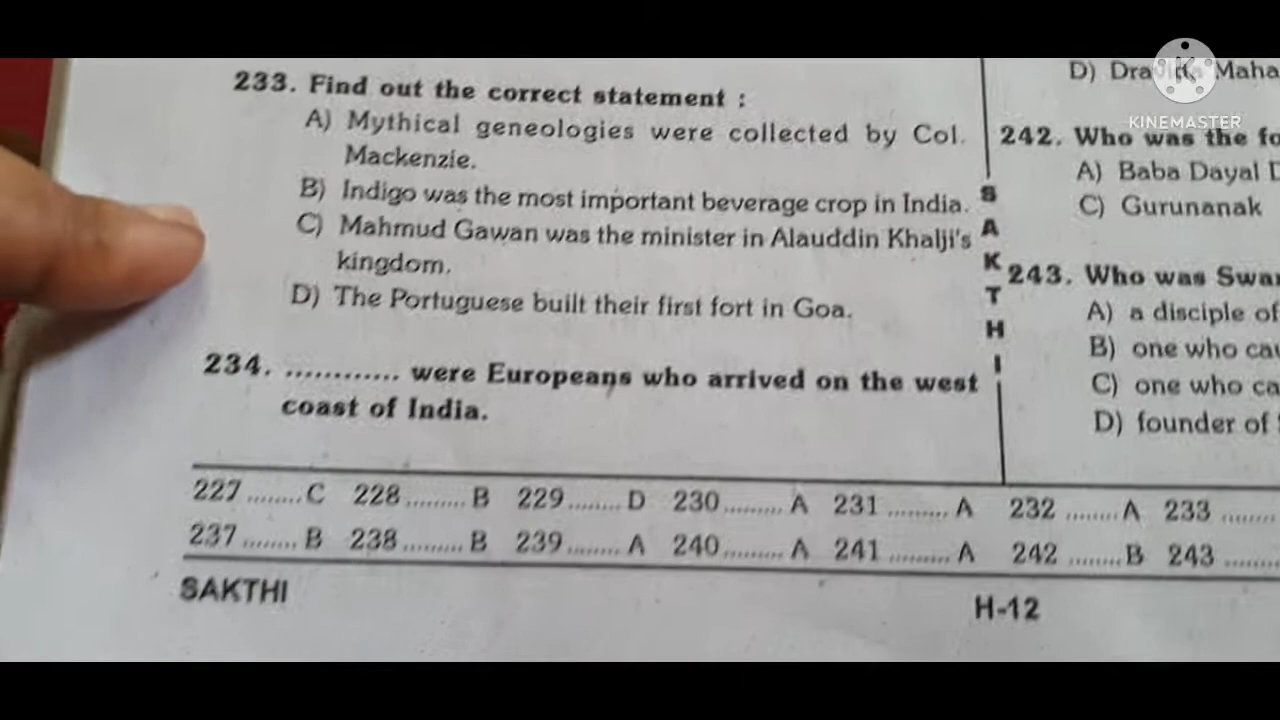 233. Find out the correct statement :
A) Mythical geneologies were collected by Col.
Mackenzie.
B) Indigo was the most important beverage crop in India.
C) Mahmud Gawan was the minister in Alauddin Khalji's
kingdom.
D) The Portuguese built their first fort in Goa.
234. ............ were Europeans who arrived on the west
coast of India.
S
A
K
T
H
I
D) Maha
KINEMASTER
242. Who was the fo
A) Baba Dayal D
C) Gurunanak
243. Who was Swa
A) a disciple of
B) one who cau
C) one who ca
D) founder of
227 ........ C 228 ......... B 229 ........ D 230 ......... A 231 ......... A 232 ........ A 233 ........
237 ........ B 238 ......... B 239 ........ A 240 ......... A 241 ......... A 242 ........ B 243 ........
SAKTHI
H-12